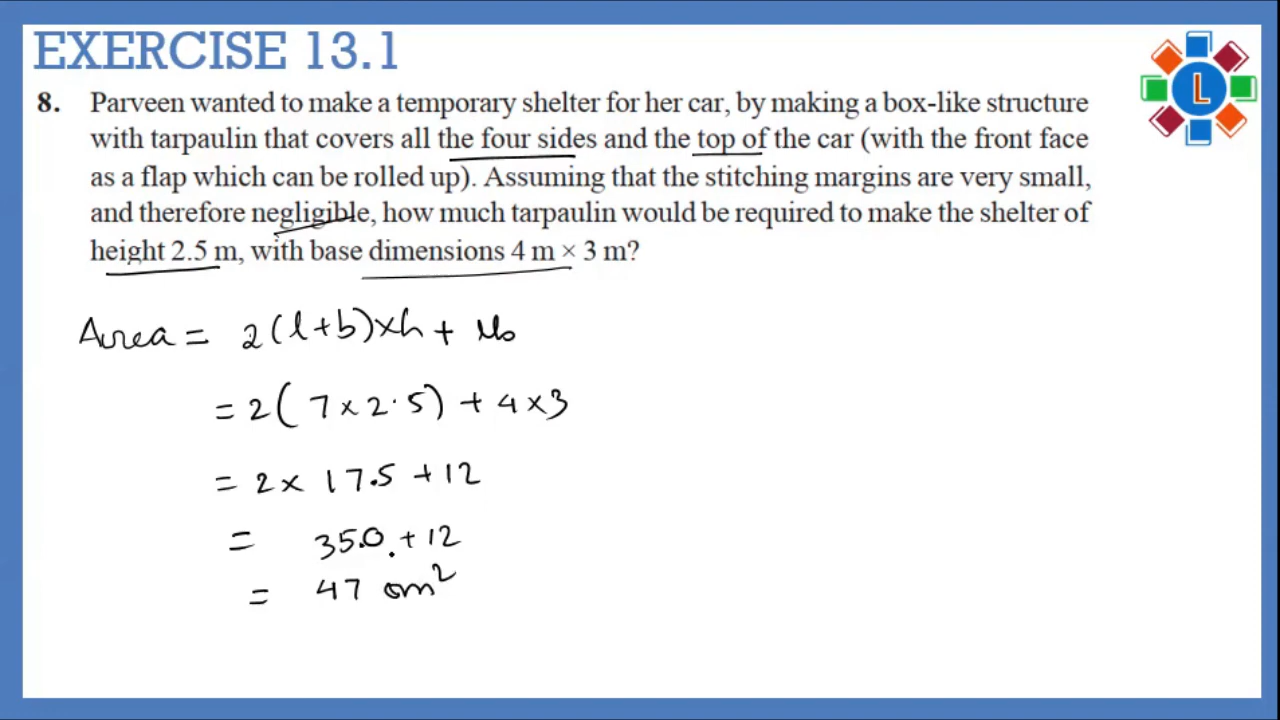 EXERCISE 13.1
L
8. Parveen wanted to make a temporary shelter for her car, by making a box-like structure
with tarpaulin that covers all the four sides and the top of the car (with the front face
as a flap which can be rolled up). Assuming that the stitching margins are very small,
and therefore negligible, how much tarpaulin would be required to make the shelter of
height 2.5 m, with base dimensions 4 m × 3 m?
Area = 2(l+b)×h + lb
= 2(7×2.5) + 4×3
= 2× 17.5 +12
= 35.0.+12
= 47 cm²